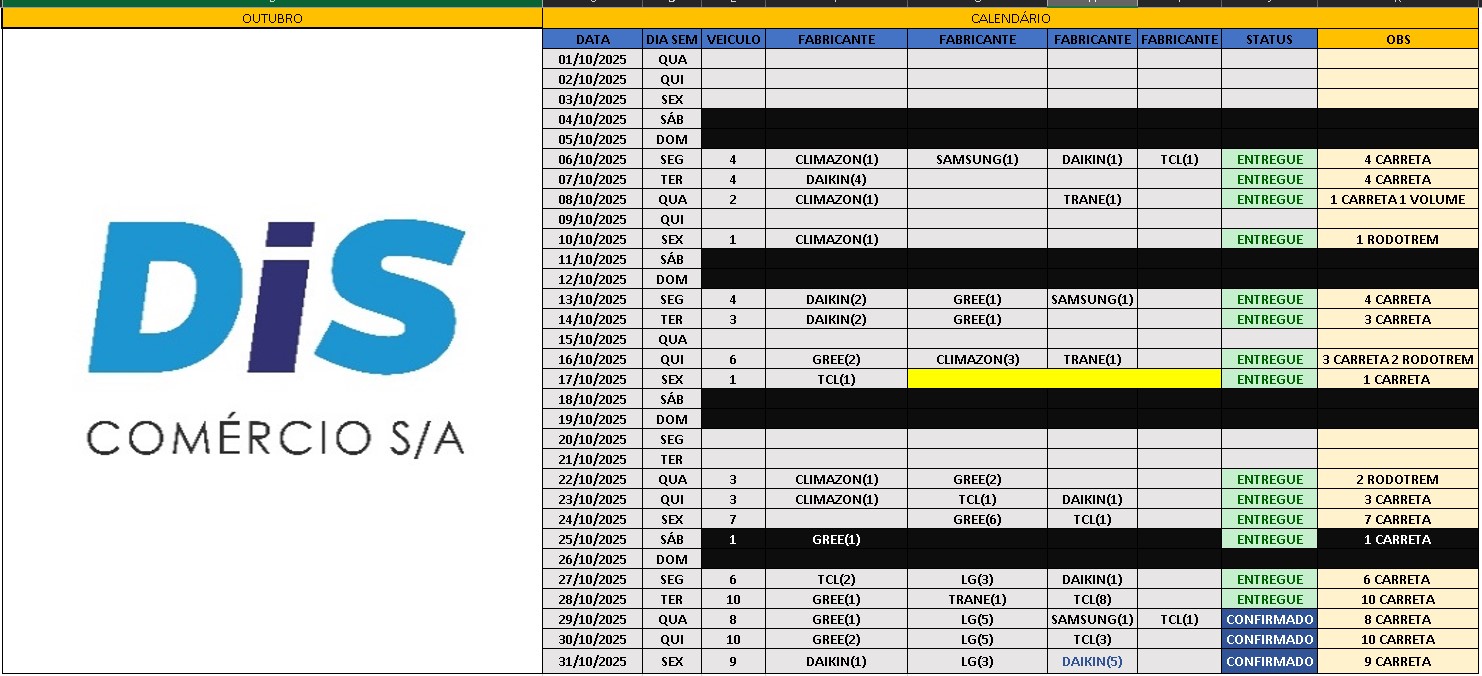 OUTUBRO CALENDÁRIO
DATA DIA SEM VEICULO FABRICANTE FABRICANTE FABRICANTE FABRICANTE STATUS OBS
01/10/2025 QUA
02/10/2025 QUI
03/10/2025 SEX
04/10/2025 SÁB
05/10/2025 DOM
06/10/2025 SEG 4 CLIMAZON(1) SAMSUNG(1) DAIKIN(1) TCL(1) ENTREGUE 4 CARRETA
07/10/2025 TER 4 DAIKIN(4) ENTREGUE 4 CARRETA
08/10/2025 QUA 2 CLIMAZON(1) TRANE(1) ENTREGUE 1 CARRETA 1 VOLUME
09/10/2025 QUI
10/10/2025 SEX 1 CLIMAZON(1) ENTREGUE 1 RODOTREM
11/10/2025 SÁB
12/10/2025 DOM
13/10/2025 SEG 4 DAIKIN(2) GREE(1) SAMSUNG(1) ENTREGUE 4 CARRETA
14/10/2025 TER 3 DAIKIN(2) GREE(1) ENTREGUE 3 CARRETA
15/10/2025 QUA
16/10/2025 QUI 6 GREE(2) CLIMAZON(3) TRANE(1) ENTREGUE 3 CARRETA 2 RODOTREM
17/10/2025 SEX 1 TCL(1) ENTREGUE 1 CARRETA
18/10/2025 SÁB
19/10/2025 DOM
20/10/2025 SEG
21/10/2025 TER
22/10/2025 QUA 3 CLIMAZON(1) GREE(2) ENTREGUE 2 RODOTREM
23/10/2025 QUI 3 CLIMAZON(1) TCL(1) DAIKIN(1) ENTREGUE 3 CARRETA
24/10/2025 SEX 7 GREE(6) TCL(1) ENTREGUE 7 CARRETA
25/10/2025 SÁB 1 GREE(1) ENTREGUE 1 CARRETA
26/10/2025 DOM
27/10/2025 SEG 6 TCL(2) LG(3) DAIKIN(1) ENTREGUE 6 CARRETA
28/10/2025 TER 10 GREE(1) TRANE(1) TCL(8) ENTREGUE 10 CARRETA
29/10/2025 QUA 8 GREE(1) LG(5) SAMSUNG(1) TCL(1) CONFIRMADO 8 CARRETA
30/10/2025 QUI 10 GREE(2) LG(5) TCL(3) CONFIRMADO 10 CARRETA
31/10/2025 SEX 9 DAIKIN(1) LG(3) DAIKIN(5) CONFIRMADO 9 CARRETA
DiS
COMÉRCIO S/A